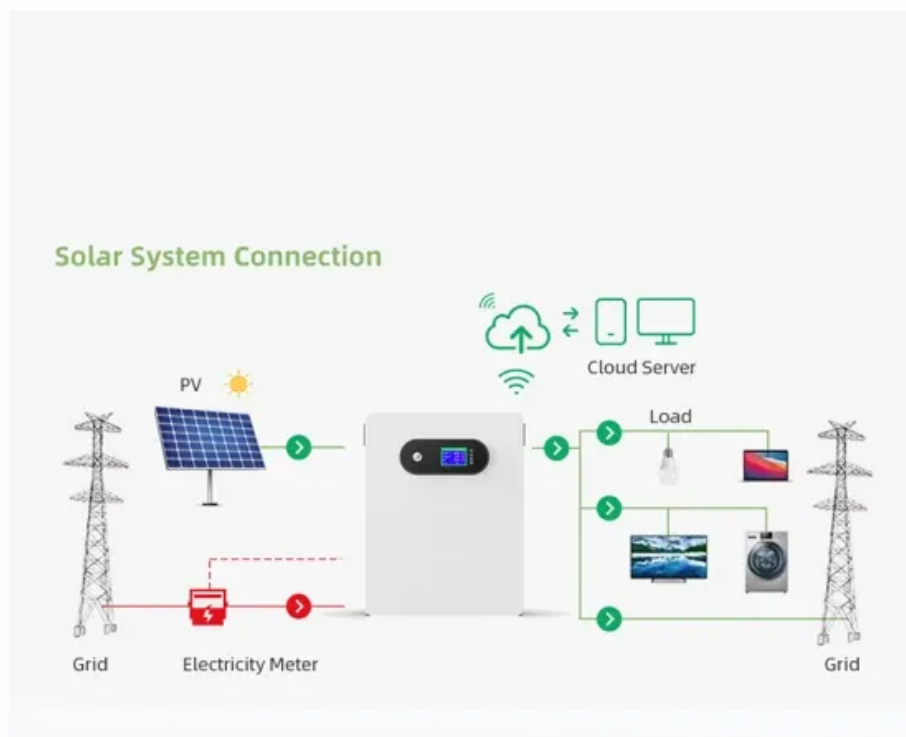 Solar System Connection
Cloud Server
PV
Load
Grid
Electricity Meter
Grid